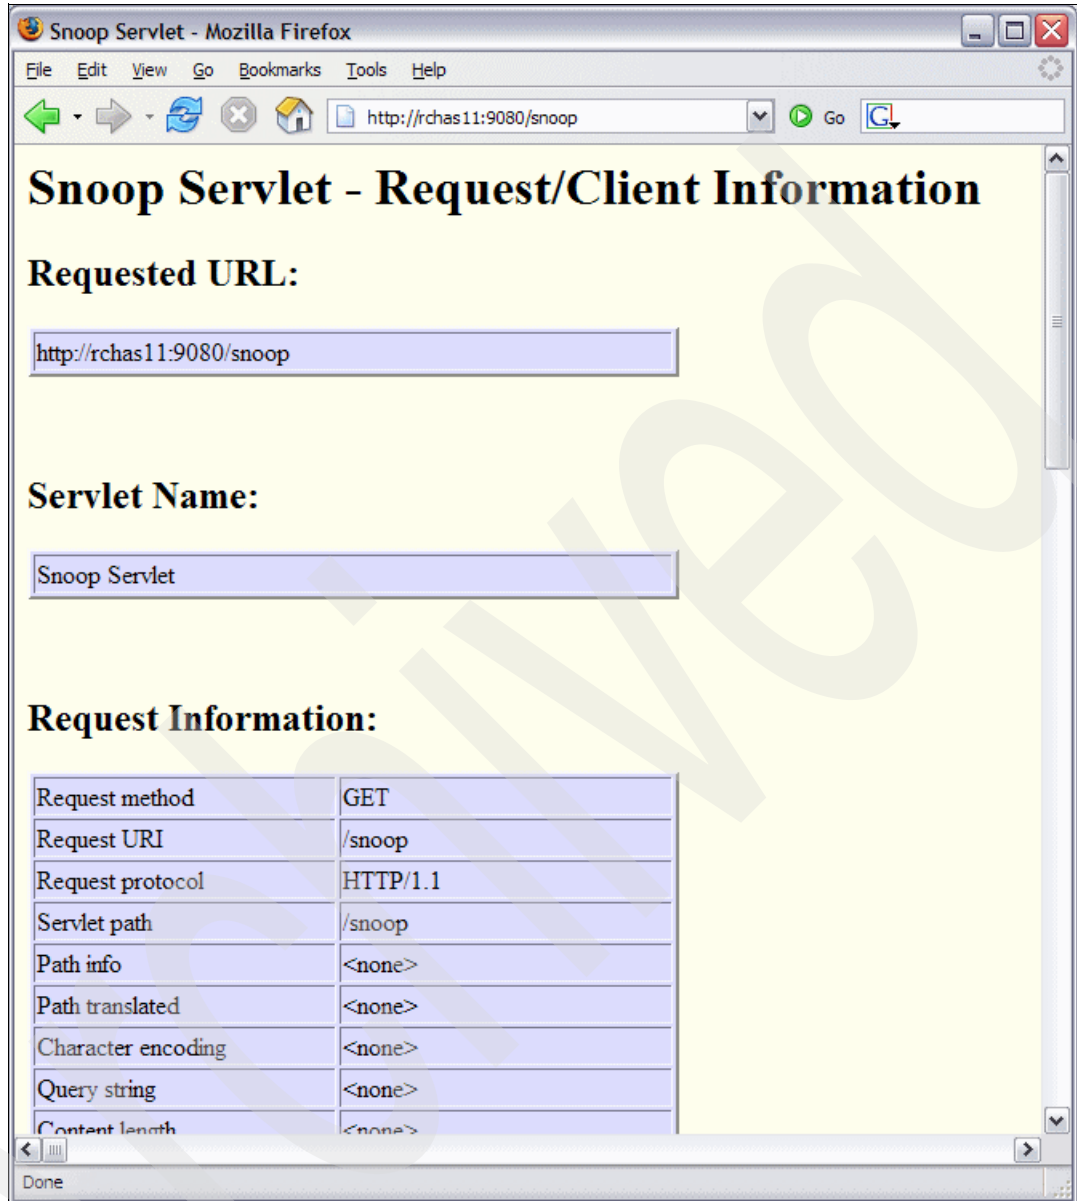 Snoop Servlet - Mozilla Firefox
File Edit View Go Bookmarks Tools Help
http://rchas11:9080/snoop Go G
Snoop Servlet - Request/Client Information
Requested URL:
http://rchas11:9080/snoop
Servlet Name:
Snoop Servlet
Request Information:
Request method GET
Request URI /snoop
Request protocol HTTP/1.1
Servlet path /snoop
Path info <none>
Path translated <none>
Character encoding <none>
Query string <none>
Content length <none>
Done